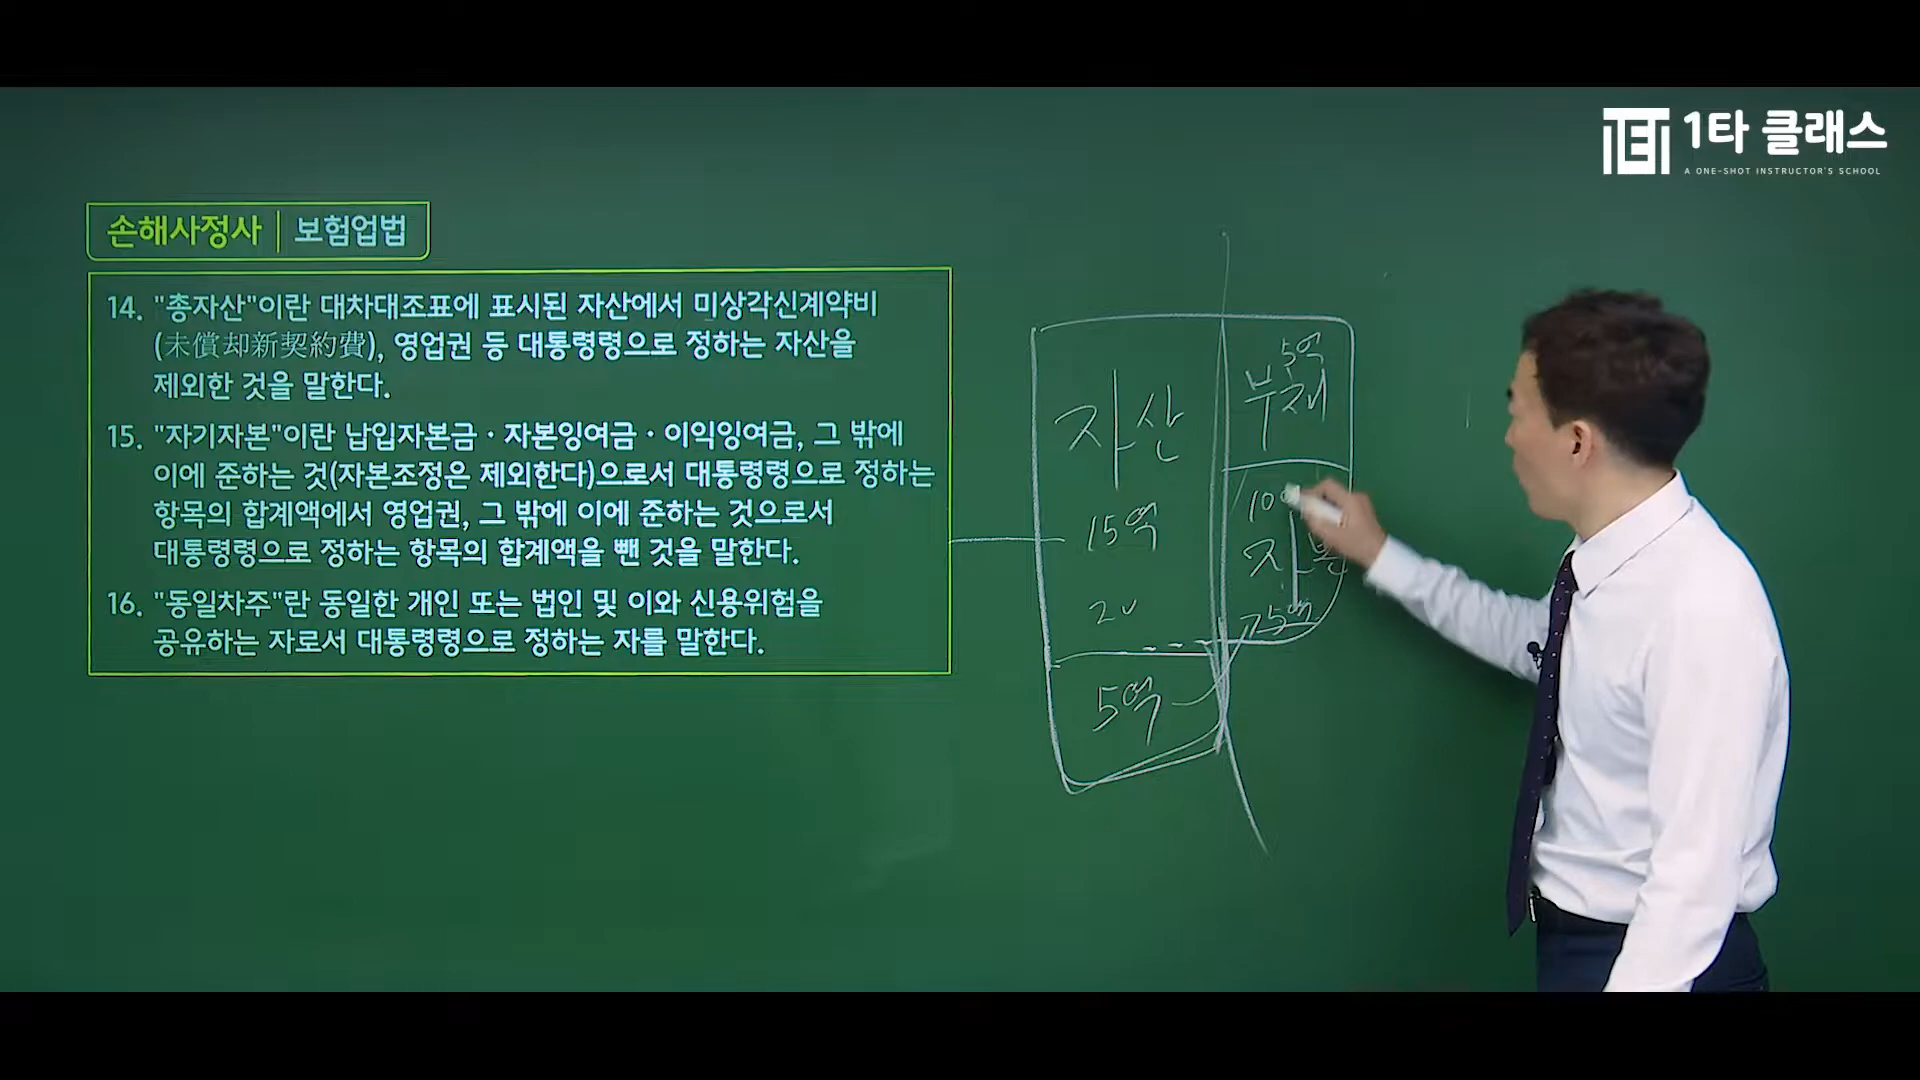 1타 클래스
A ONE-SHOT INSTRUCTOR'S SCHOOL
손해사정사 | 보험업법
14. "총자산"이란 대차대조표에 표시된 자산에서 미상각신계약비
(未償却新契約費), 영업권 등 대통령령으로 정하는 자산을
제외한 것을 말한다.
15. "자기자본"이란 납입자본금·자본잉여금·이익잉여금, 그 밖에
이에 준하는 것(자본조정은 제외한다)으로서 대통령령으로 정하는
항목의 합계액에서 영업권, 그 밖에 이에 준하는 것으로서
대통령령으로 정하는 항목의 합계액을 뺀 것을 말한다.
16. "동일차주"란 동일한 개인 또는 법인 및 이와 신용위험을
공유하는 자로서 대통령령으로 정하는 자를 말한다.
자산
15억
20
5억
5억
부채
10억
자본